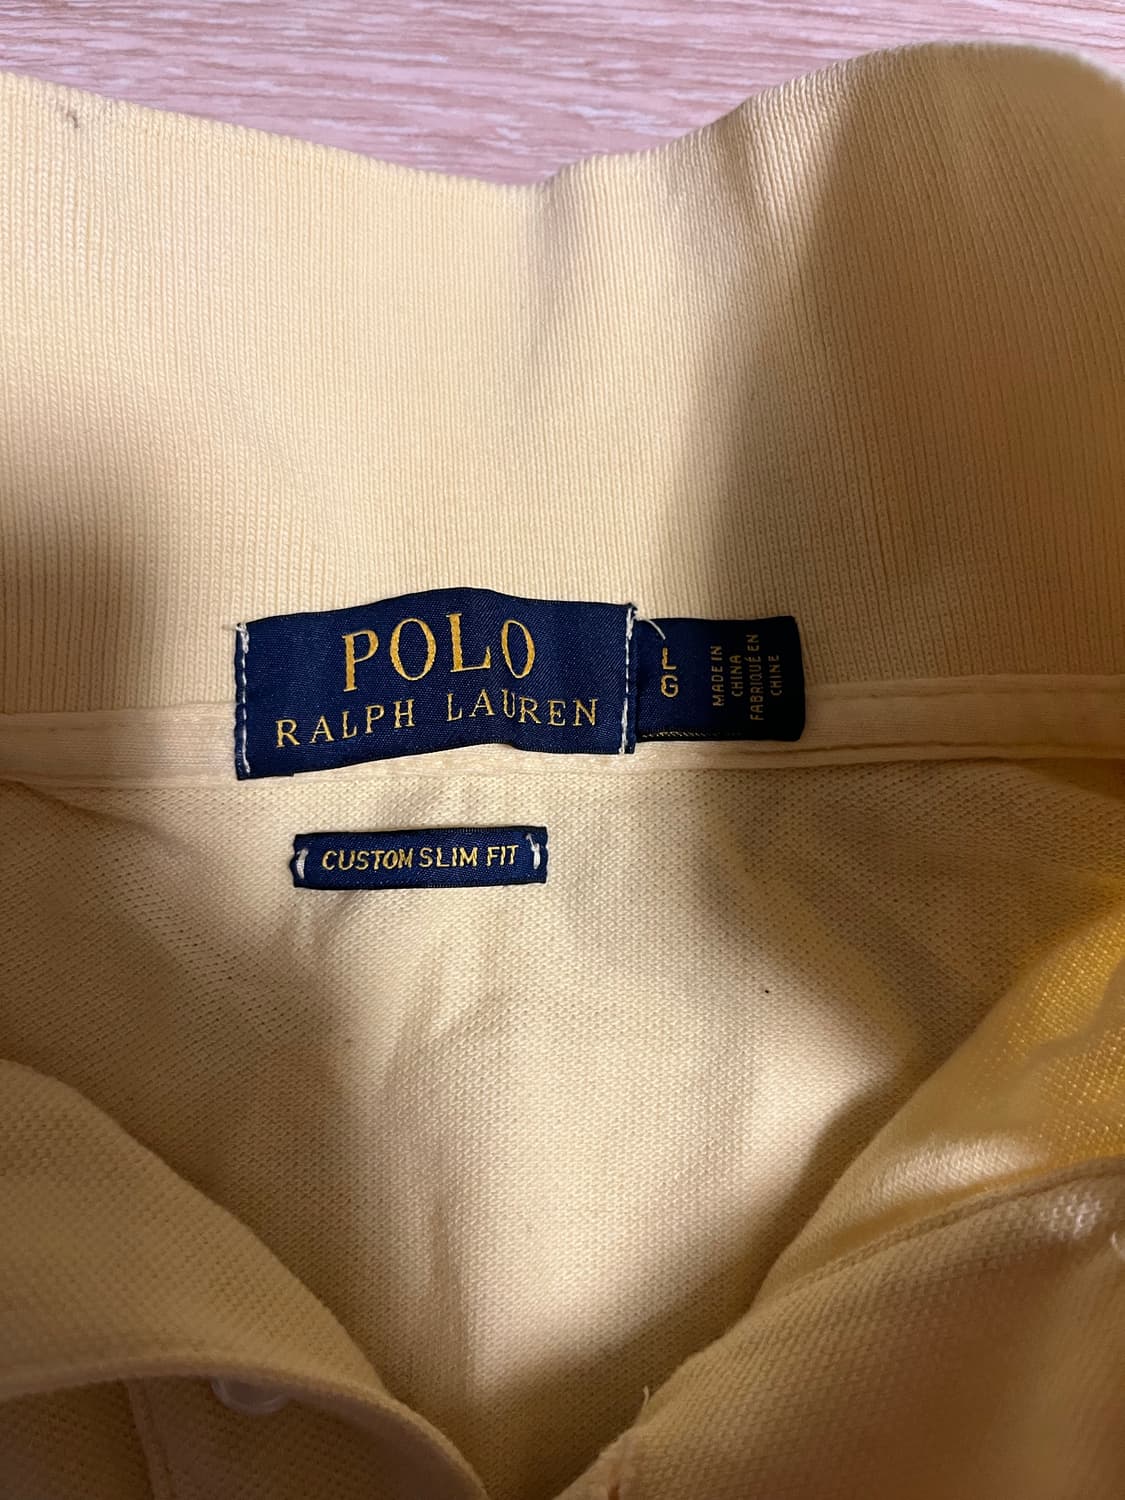 POLO
RALPH LAUREN
L
G
MADE IN
CHINA
FABRIQUÉ EN
CHINE
CUSTOM SLIM FIT